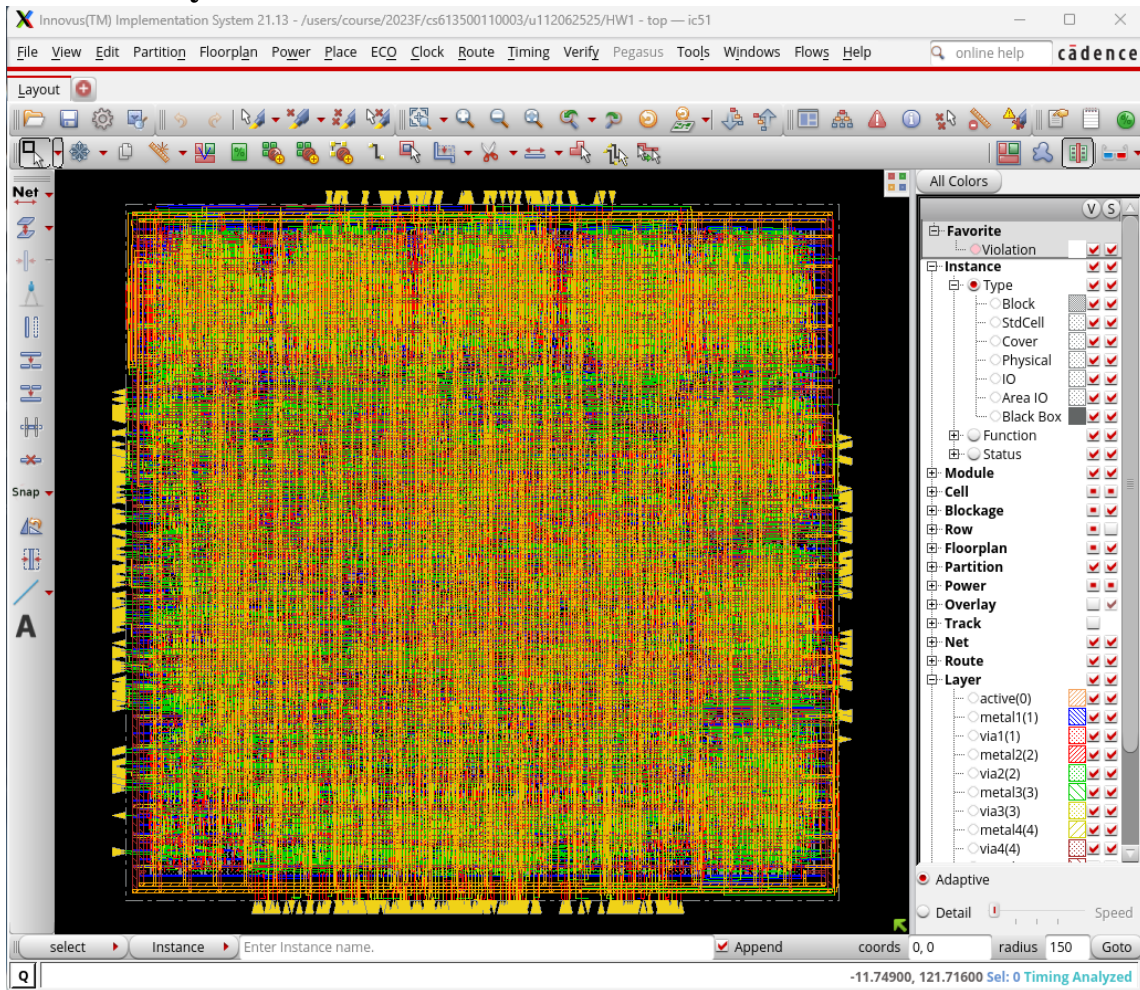 Innovus(TM) Implementation System 21.13 - /users/course/2023F/cs613500110003/u112062525/HW1 - top — ic51
File View Edit Partition Floorplan Power Place ECO Clock Route Timing Verify Pegasus Tools Windows Flows Help online help cādence
Layout
All Colors
Net
V S
Favorite
Violation
Instance
Type
Block
StdCell
Cover
Physical
IO
Area IO
Black Box
Function
Status
Module
Cell
Blockage
Row
Floorplan
Partition
Power
Overlay
Track
Net
Route
Layer
active(0)
metal1(1)
via1(1)
metal2(2)
via2(2)
metal3(3)
via3(3)
metal4(4)
via4(4)
Snap
A
Adaptive
Detail Speed
select Instance Enter Instance name. Append coords 0, 0 radius 150 Goto
Q -11.74900, 121.71600 Sel: 0 Timing Analyzed